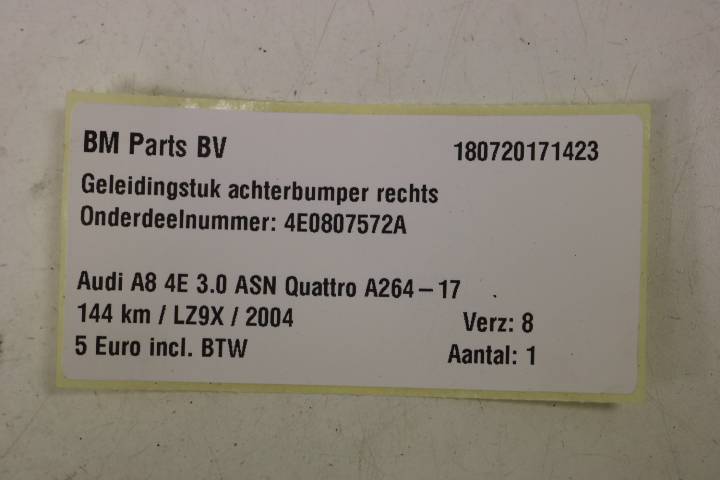 BM Parts BV 180720171423
Geleidingstuk achterbumper rechts
Onderdeelnummer: 4E0807572A
Audi A8 4E 3.0 ASN Quattro A264-17
144 km / LZ9X / 2004 Verz: 8
5 Euro incl. BTW Aantal: 1